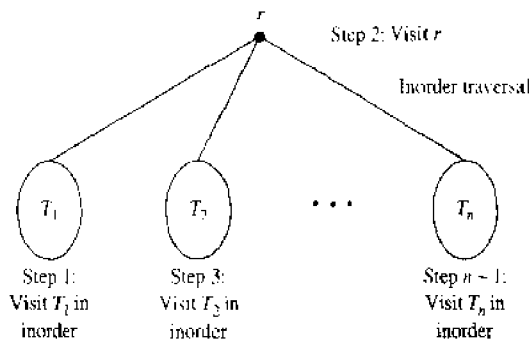 r
Step 2: Visit r
Inorder traversal
T1
T2
• • •
Tn
Step 1:
Visit T1 in
inorder
Step 3:
Visit T2 in
inorder
Step n - 1:
Visit Tn in
inorder